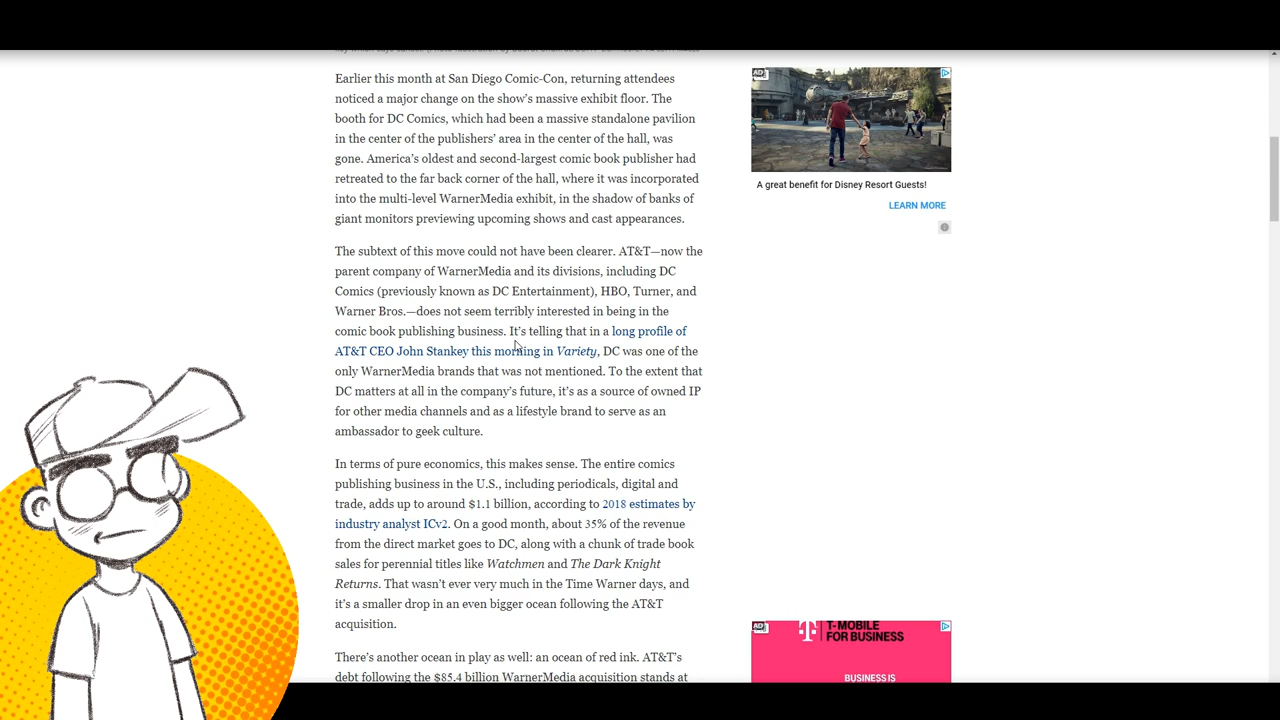 Earlier this month at San Diego Comic-Con, returning attendees
noticed a major change on the show's massive exhibit floor. The
booth for DC Comics, which had been a massive standalone pavilion
in the center of the publishers' area in the center of the hall, was
gone. America's oldest and second-largest comic book publisher had
retreated to the far back corner of the hall, where it was incorporated
into the multi-level WarnerMedia exhibit, in the shadow of banks of
giant monitors previewing upcoming shows and cast appearances.
The subtext of this move could not have been clearer. AT&T—now the
parent company of WarnerMedia and its divisions, including DC
Comics (previously known as DC Entertainment), HBO, Turner, and
Warner Bros.—does not seem terribly interested in being in the
comic book publishing business. It's telling that in a long profile of
AT&T CEO John Stankey this morning in Variety, DC was one of the
only WarnerMedia brands that was not mentioned. To the extent that
DC matters at all in the company's future, it's as a source of owned IP
for other media channels and as a lifestyle brand to serve as an
ambassador to geek culture.
In terms of pure economics, this makes sense. The entire comics
publishing business in the U.S., including periodicals, digital and
trade, adds up to around $1.1 billion, according to 2018 estimates by
industry analyst ICv2. On a good month, about 35% of the revenue
from the direct market goes to DC, along with a chunk of trade book
sales for perennial titles like Watchmen and The Dark Knight
Returns. That wasn't ever very much in the Time Warner days, and
it's a smaller drop in an even bigger ocean following the AT&T
acquisition.
There's another ocean in play as well: an ocean of red ink. AT&T's
debt following the $85.4 billion WarnerMedia acquisition stands at
AD
A great benefit for Disney Resort Guests!
LEARN MORE
AD
T-MOBILE
FOR BUSINESS
BUSINESS IS